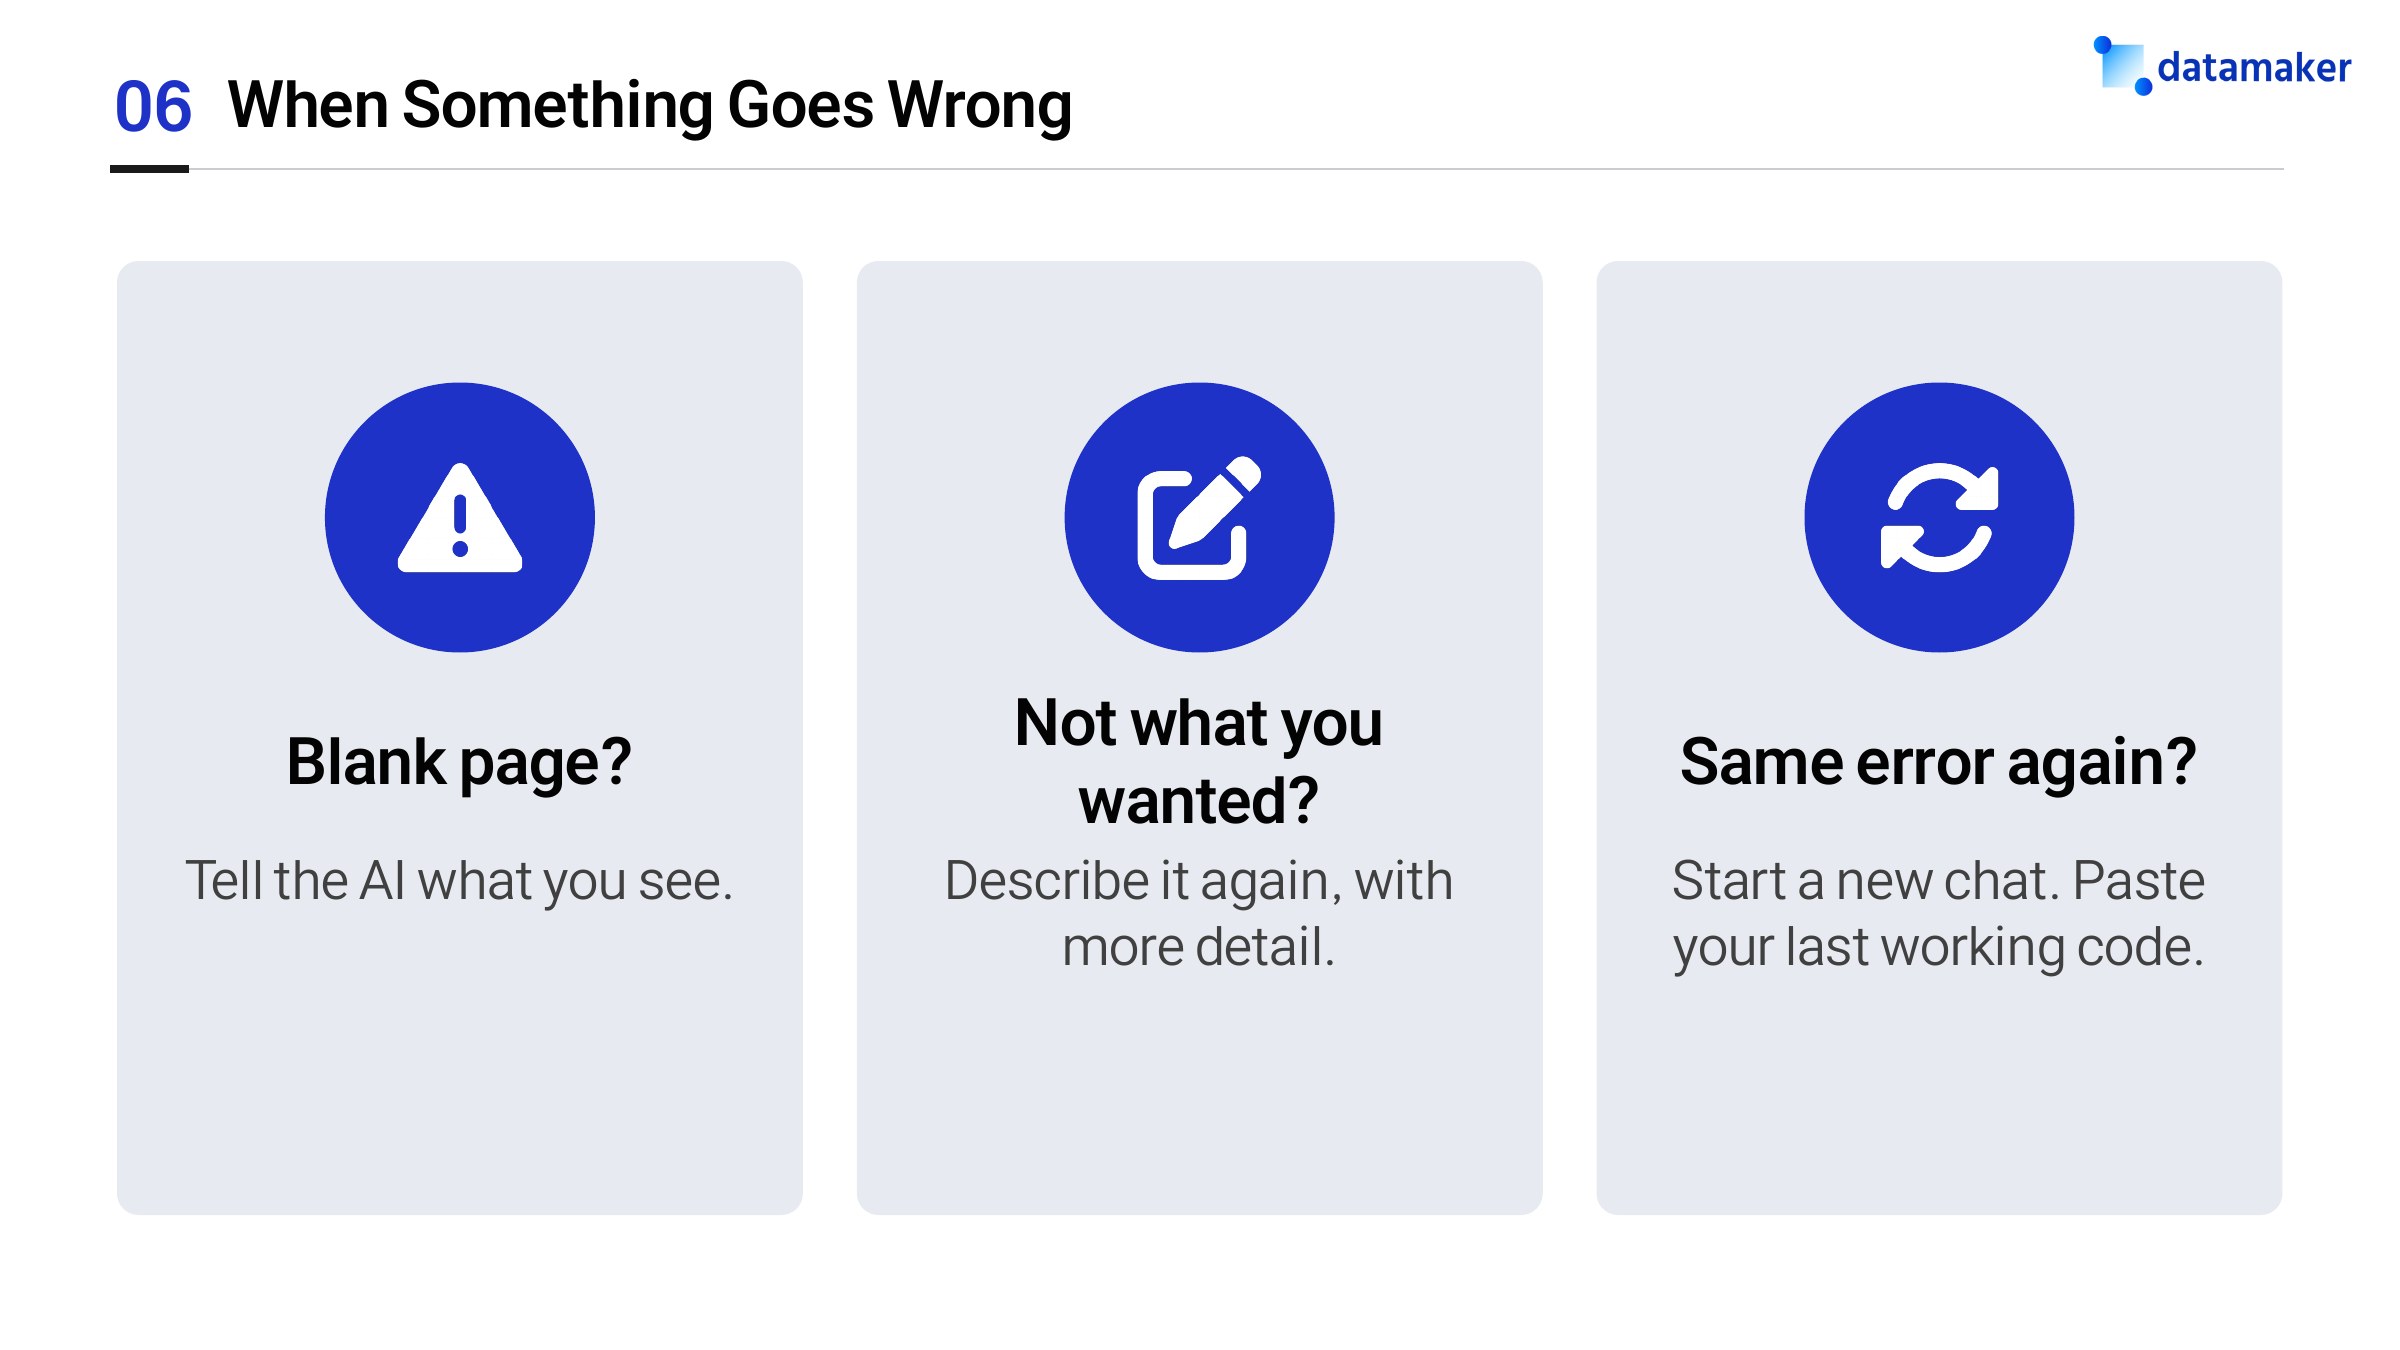 06 When Something Goes Wrong
datamaker
Blank page?
Tell the AI what you see.
Not what you
wanted?
Describe it again, with
more detail.
Same error again?
Start a new chat. Paste
your last working code.